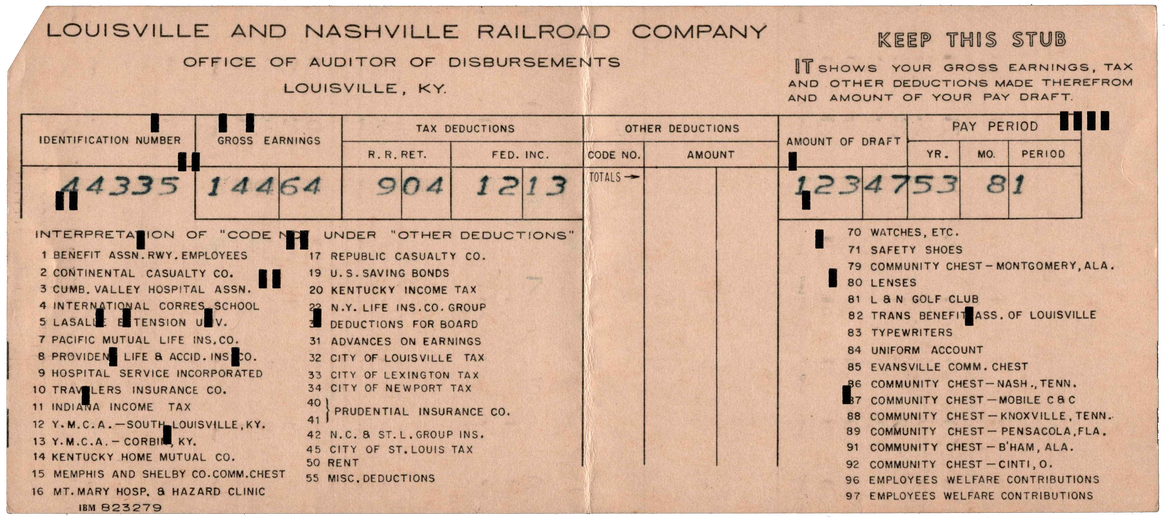 LOUISVILLE AND NASHVILLE RAILROAD COMPANY
OFFICE OF AUDITOR OF DISBURSEMENTS
LOUISVILLE, KY.
KEEP THIS STUB
IT SHOWS YOUR GROSS EARNINGS, TAX
AND OTHER DEDUCTIONS MADE THEREFROM
AND AMOUNT OF YOUR PAY DRAFT.
IDENTIFICATION NUMBER GROSS EARNINGS TAX DEDUCTIONS OTHER DEDUCTIONS AMOUNT OF DRAFT PAY PERIOD
R.R.RET. FED. INC. CODE NO. AMOUNT YR. MO. PERIOD
TOTALS →
44335 14464 904 1213 12347 53 8 1
INTERPRETATION OF "CODE NO" UNDER "OTHER DEDUCTIONS"
1 BENEFIT ASSN.RWY.EMPLOYEES
2 CONTINENTAL CASUALTY CO.
3 CUMB.VALLEY HOSPITAL ASSN.
4 INTERNATIONAL CORRES.SCHOOL
5 LASALLE EXTENSION UNIV.
7 PACIFIC MUTUAL LIFE INS.CO.
8 PROVIDENT LIFE & ACCID.INS.CO.
9 HOSPITAL SERVICE INCORPORATED
10 TRAVELERS INSURANCE CO.
11 INDIANA INCOME TAX
12 Y.M.C.A.—SOUTH LOUISVILLE,KY.
13 Y.M.C.A.—CORBIN,KY.
14 KENTUCKY HOME MUTUAL CO.
15 MEMPHIS AND SHELBY CO.COMM.CHEST
16 MT.MARY HOSP. & HAZARD CLINIC
IBM 823279
17 REPUBLIC CASUALTY CO.
19 U.S.SAVING BONDS
20 KENTUCKY INCOME TAX
22 N.Y. LIFE INS.CO.GROUP
DEDUCTIONS FOR BOARD
31 ADVANCES ON EARNINGS
32 CITY OF LOUISVILLE TAX
33 CITY OF LEXINGTON TAX
34 CITY OF NEWPORT TAX
40
41 } PRUDENTIAL INSURANCE CO.
42 N.C. & ST.L.GROUP INS.
45 CITY OF ST.LOUIS TAX
50 RENT
55 MISC.DEDUCTIONS
70 WATCHES, ETC.
71 SAFETY SHOES
79 COMMUNITY CHEST—MONTGOMERY,ALA.
80 LENSES
81 L & N GOLF CLUB
82 TRANS BENEFIT ASS. OF LOUISVILLE
83 TYPEWRITERS
84 UNIFORM ACCOUNT
85 EVANSVILLE COMM. CHEST
86 COMMUNITY CHEST—NASH.,TENN.
87 COMMUNITY CHEST—MOBILE C&C
88 COMMUNITY CHEST—KNOXVILLE,TENN.
89 COMMUNITY CHEST—PENSACOLA,FLA.
91 COMMUNITY CHEST—B'HAM, ALA.
92 COMMUNITY CHEST—CINTI,O.
96 EMPLOYEES WELFARE CONTRIBUTIONS
97 EMPLOYEES WELFARE CONTRIBUTIONS